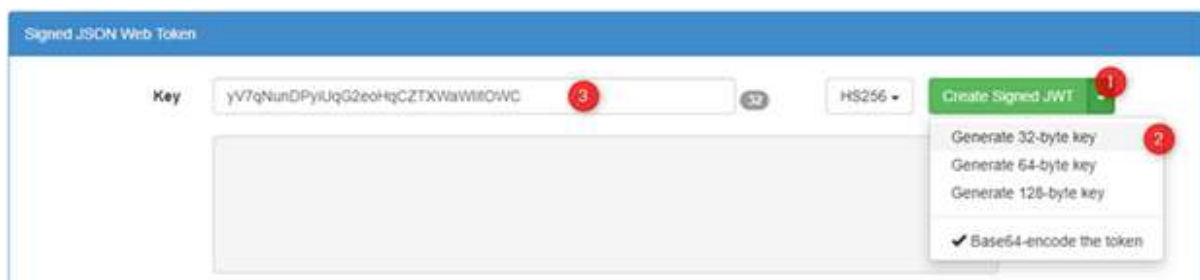 Signed JSON Web Token
Key
3
32
HS256
Create Signed JWT
1
Generate 32-byte key
2
Generate 64-byte key
Generate 128-byte key
✔ Base64-encode the token